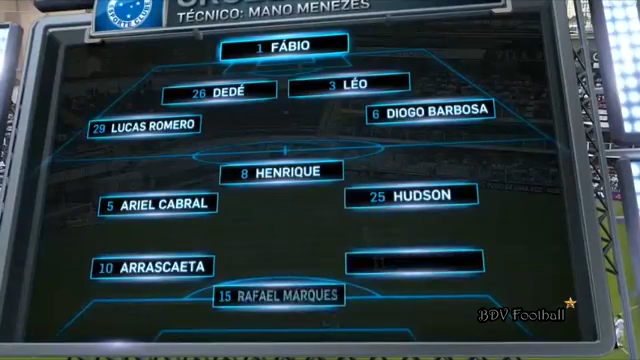 TÉCNICO: MANO MENEZES
1 FÁBIO
26 DEDÉ
3 LÉO
29 LUCAS ROMERO
6 DIOGO BARBOSA
8 HENRIQUE
5 ARIEL CABRAL
25 HUDSON
10 ARRASCAETA
15 RAFAEL MARQUES
BDV Football